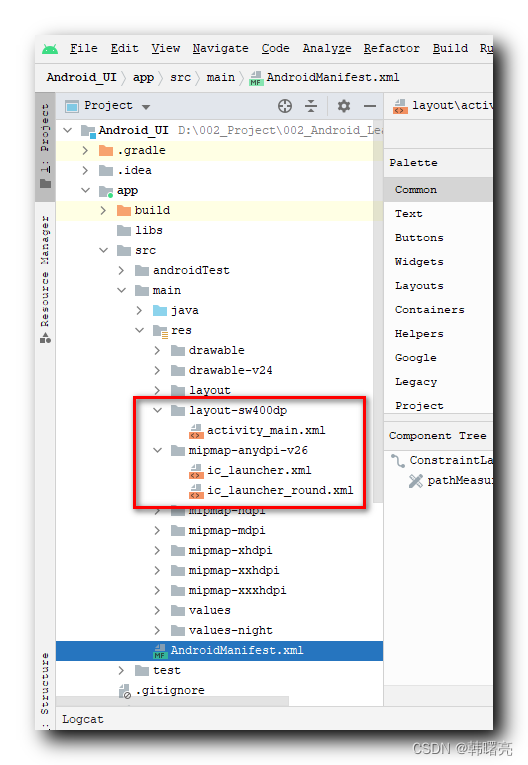 File Edit View Navigate Code Analyze Refactor Build Ru
Android_UI app src main AndroidManifest.xml
1: Project
Resource Manager
: Structure
Project
Android_UI D:\002_Project\002_Android_Lea
.gradle
.idea
app
build
libs
src
androidTest
main
java
res
drawable
drawable-v24
layout
layout-sw400dp
activity_main.xml
mipmap-anydpi-v26
ic_launcher.xml
ic_launcher_round.xml
mipmap-hdpi
mipmap-mdpi
mipmap-xhdpi
mipmap-xxhdpi
mipmap-xxxhdpi
values
values-night
AndroidManifest.xml
test
.gitignore
layout\activ
Palette
Common
Text
Buttons
Widgets
Layouts
Containers
Helpers
Google
Legacy
Project
Component Tree
ConstraintLa
pathMeasu
Logcat
CSDN @韩曙亮